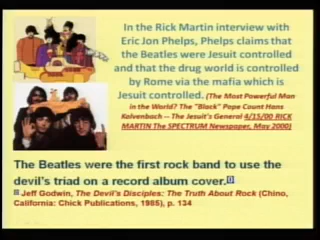 In the Rick Martin interview with
Eric Jon Phelps, Phelps claims that
the Beatles were Jesuit controlled
and that the drug world is controlled
by Rome via the mafia which is
Jesuit controlled. (The Most Powerful Man
in the World? The "Black" Pope Count Hans
Kolvenbach -- The Jesuit's General 4/15/00 RICK
MARTIN The SPECTRUM Newspaper, May 2000)
The Beatles were the first rock band to use the
devil's triad on a record album cover.[i]
[i] Jeff Godwin, The Devil's Disciples: The Truth About Rock (Chino,
California: Chick Publications, 1985), p. 134